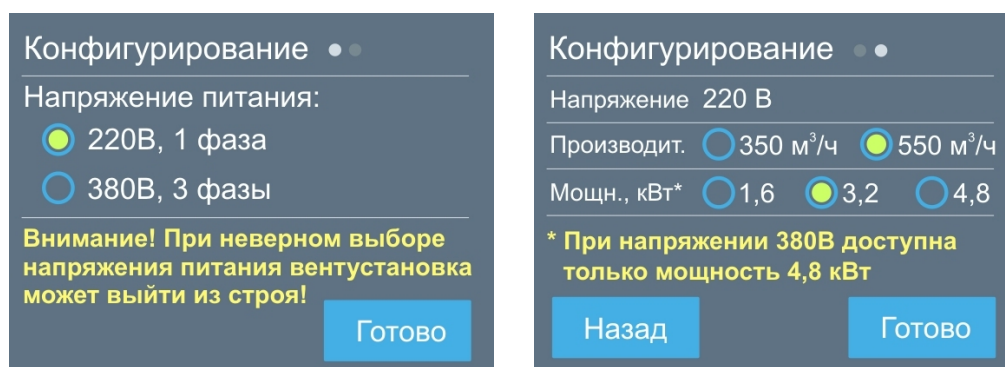 Конфигурирование
Напряжение питания:
220В, 1 фаза
380В, 3 фазы
Внимание! При неверном выборе
напряжения питания вентустановка
может выйти из строя!
Готово
Конфигурирование
Напряжение 220 В
Производит. 350 м³/ч 550 м³/ч
Мощн., кВт* 1,6 3,2 4,8
* При напряжении 380В доступна
только мощность 4,8 кВт
Назад Готово